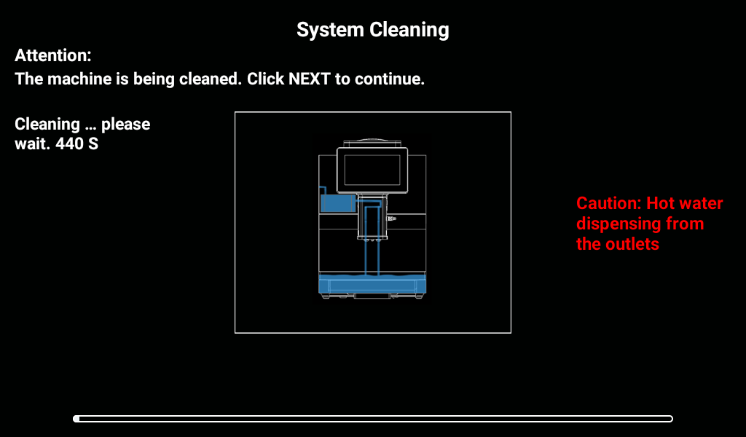 System Cleaning
Attention:
The machine is being cleaned. Click NEXT to continue.
Cleaning ... please
wait. 440 S
Caution: Hot water
dispensing from
the outlets